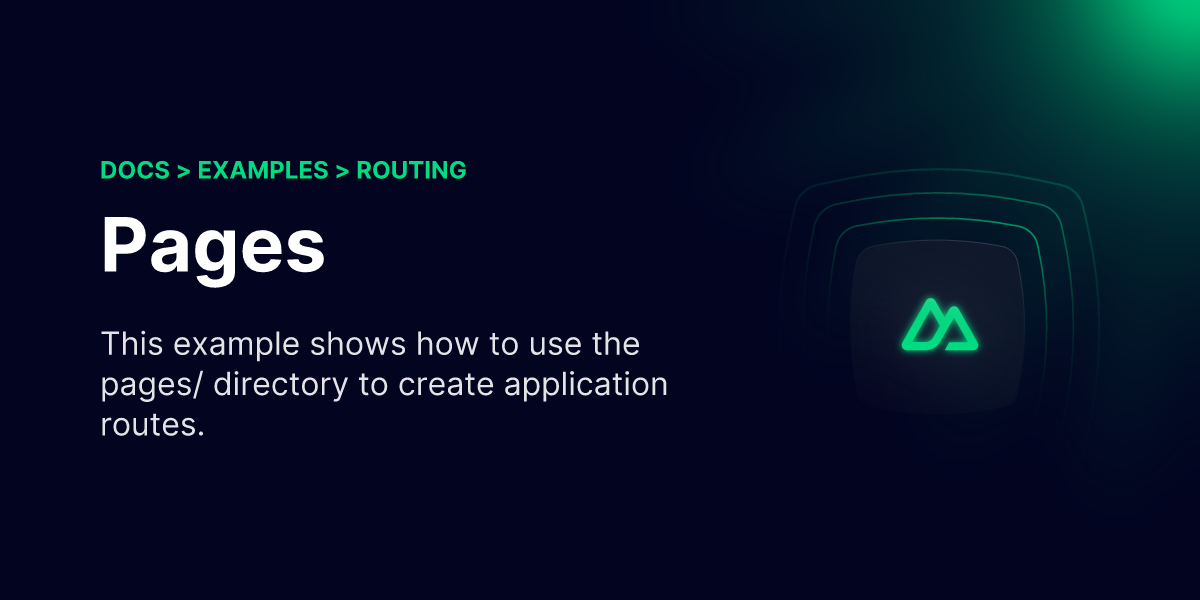 DOCS > EXAMPLES > ROUTING
Pages
This example shows how to use the
pages/ directory to create application
routes.